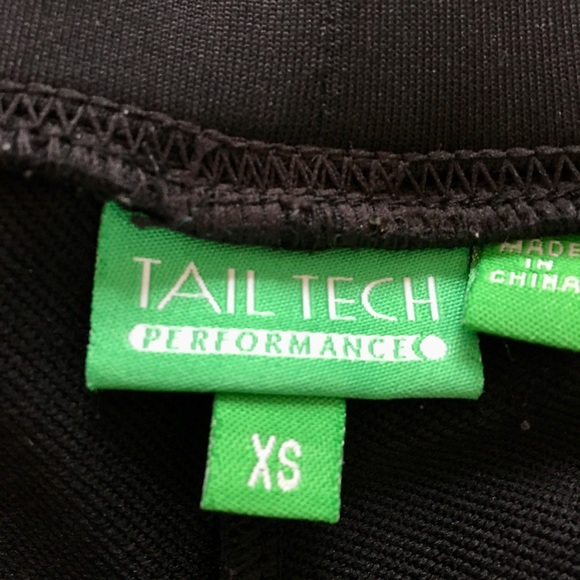 TAIL TECH
PERFORMANCE
XS
MADE
IN
CHINA